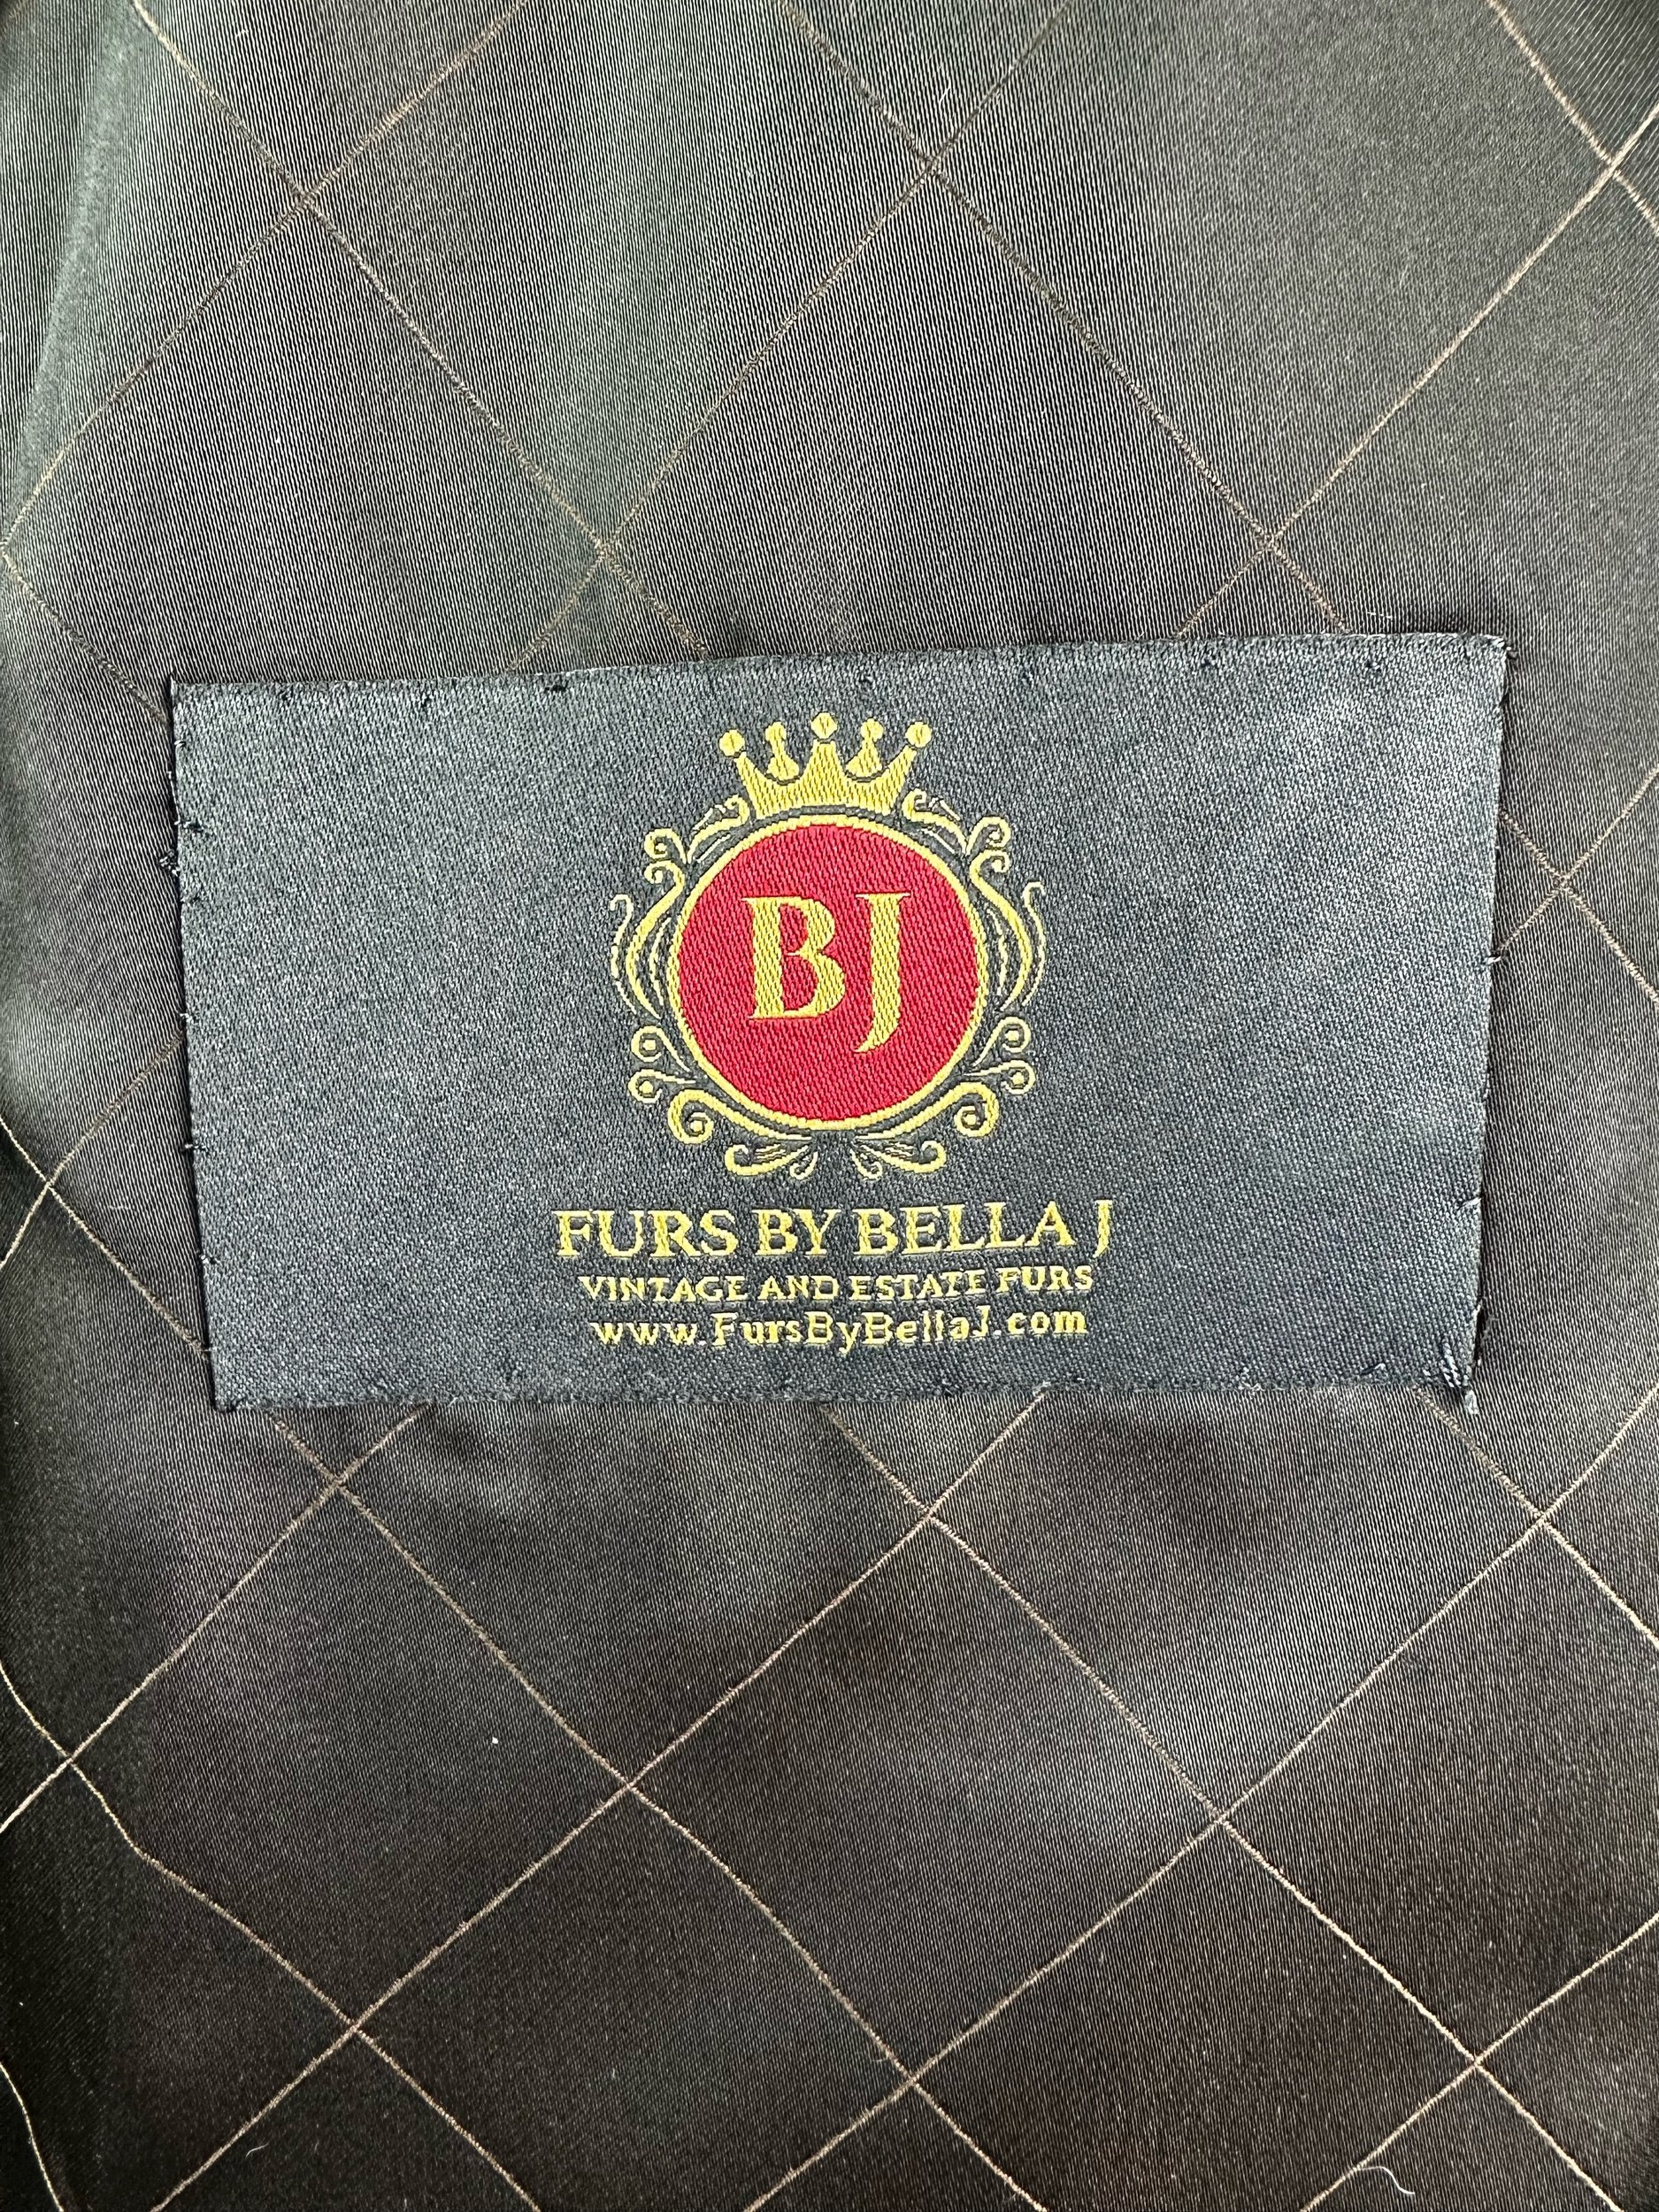 BJ
FURS BY BELLA J
VINTAGE AND ESTATE FURS
www.FursByBellaJ.com